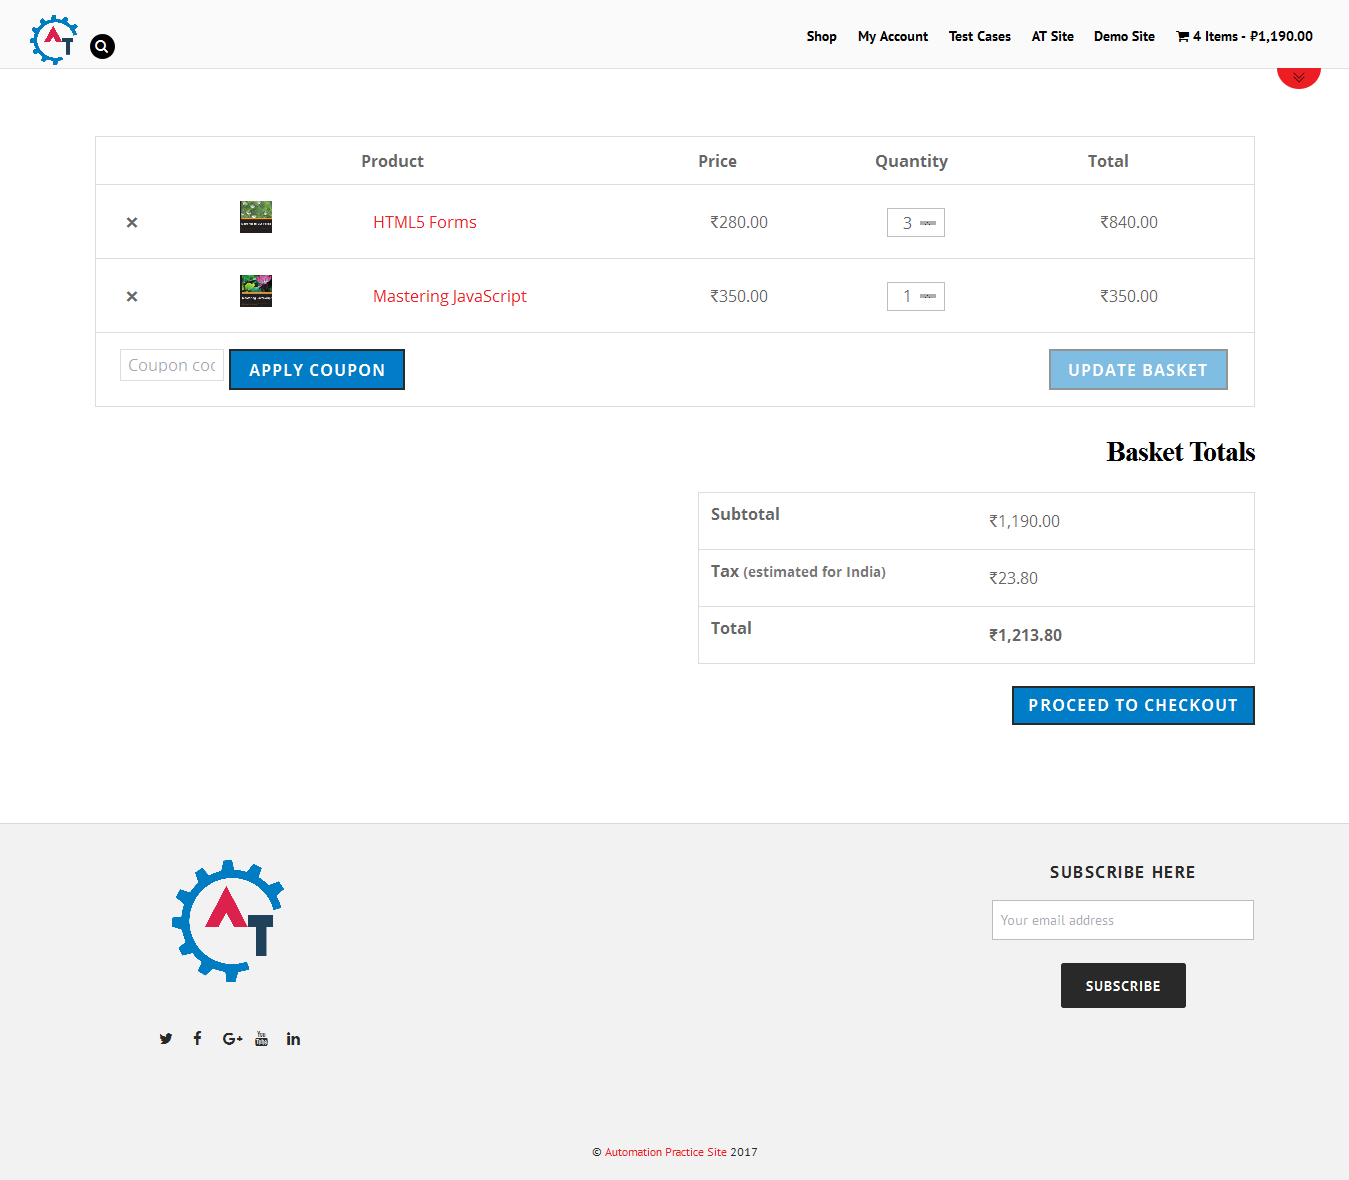 AT
Shop My Account Test Cases AT Site Demo Site 4 Items - ₽1,190.00
Product Price Quantity Total
× HTML5 Forms ₹280.00 3 ₹840.00
× Mastering JavaScript ₹350.00 1 ₹350.00
Coupon coc APPLY COUPON UPDATE BASKET
Basket Totals
Subtotal ₹1,190.00
Tax (estimated for India) ₹23.80
Total ₹1,213.80
PROCEED TO CHECKOUT
AT
SUBSCRIBE HERE
Your email address
SUBSCRIBE
© Automation Practice Site 2017